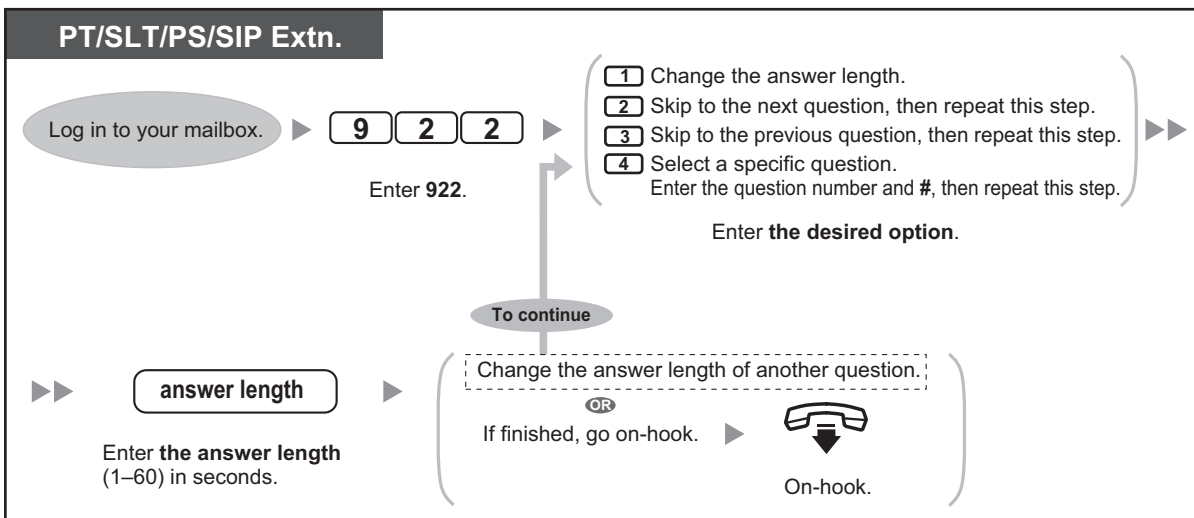 PT/SLT/PS/SIP Extn.
Log in to your mailbox.
9 2 2
Enter 922.
1 Change the answer length.
2 Skip to the next question, then repeat this step.
3 Skip to the previous question, then repeat this step.
4 Select a specific question.
Enter the question number and #, then repeat this step.
Enter the desired option.
To continue
answer length
Enter the answer length
(1–60) in seconds.
Change the answer length of another question.
OR
If finished, go on-hook.
On-hook.